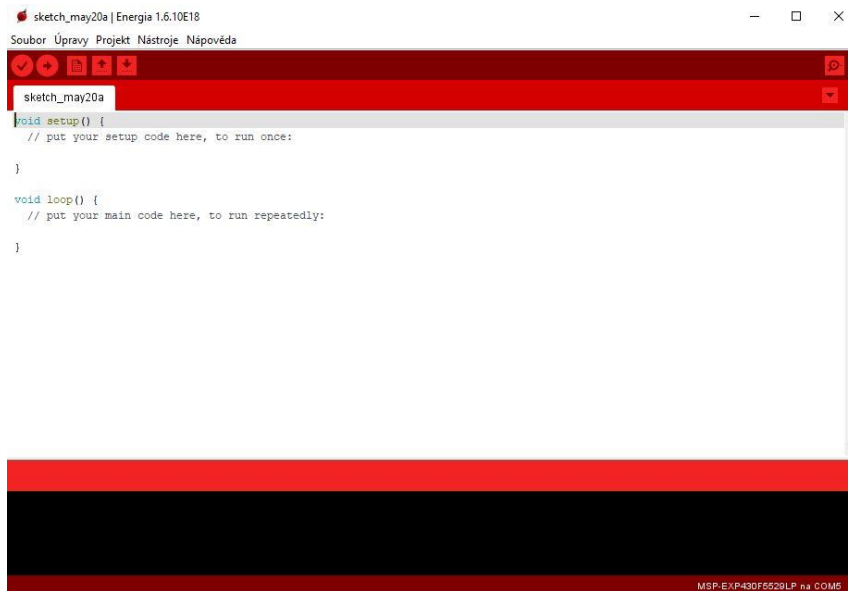 sketch_may20a | Energia 1.6.10E18
Soubor Úpravy Projekt Nástroje Nápověda
sketch_may20a
void setup() {
// put your setup code here, to run once:
}
void loop() {
// put your main code here, to run repeatedly:
}
MSP-EXP430F5529LP na COM5